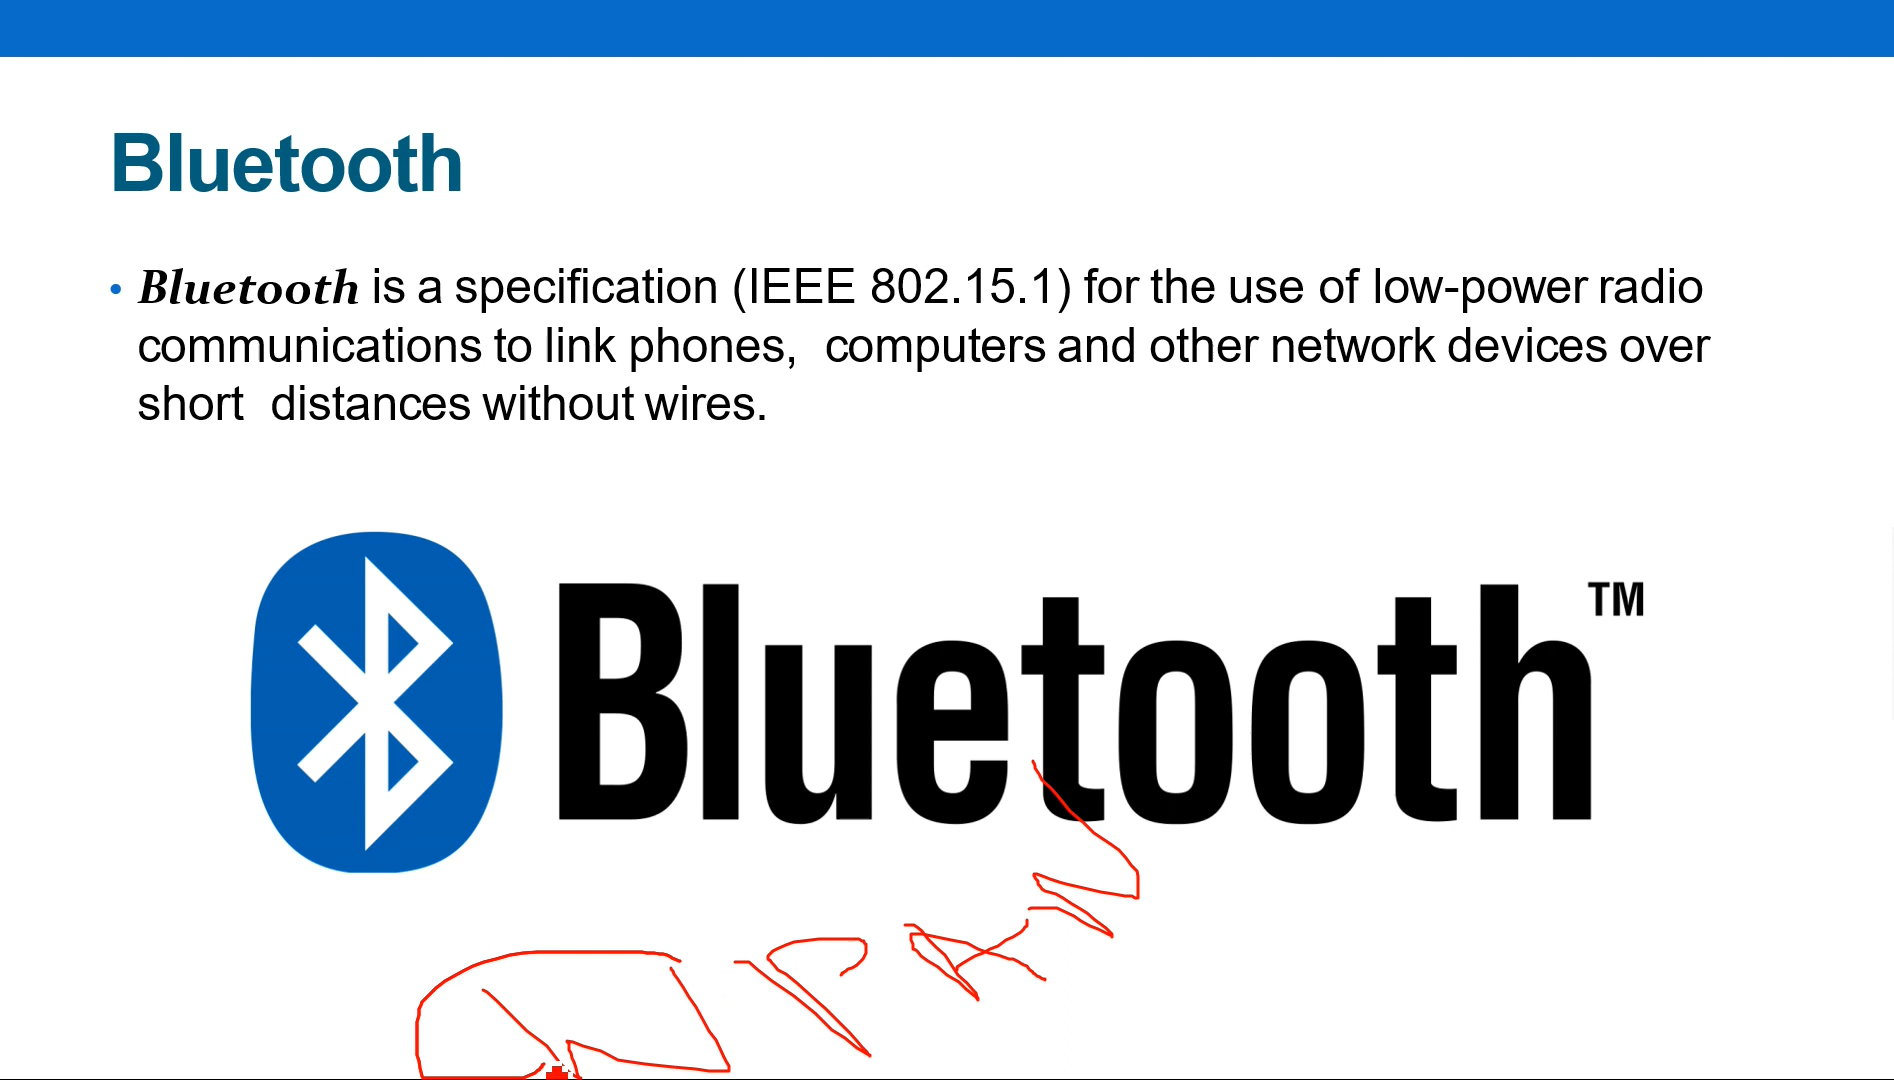 Bluetooth
• Bluetooth is a specification (IEEE 802.15.1) for the use of low-power radio
communications to link phones, computers and other network devices over
short distances without wires.
Bluetooth™